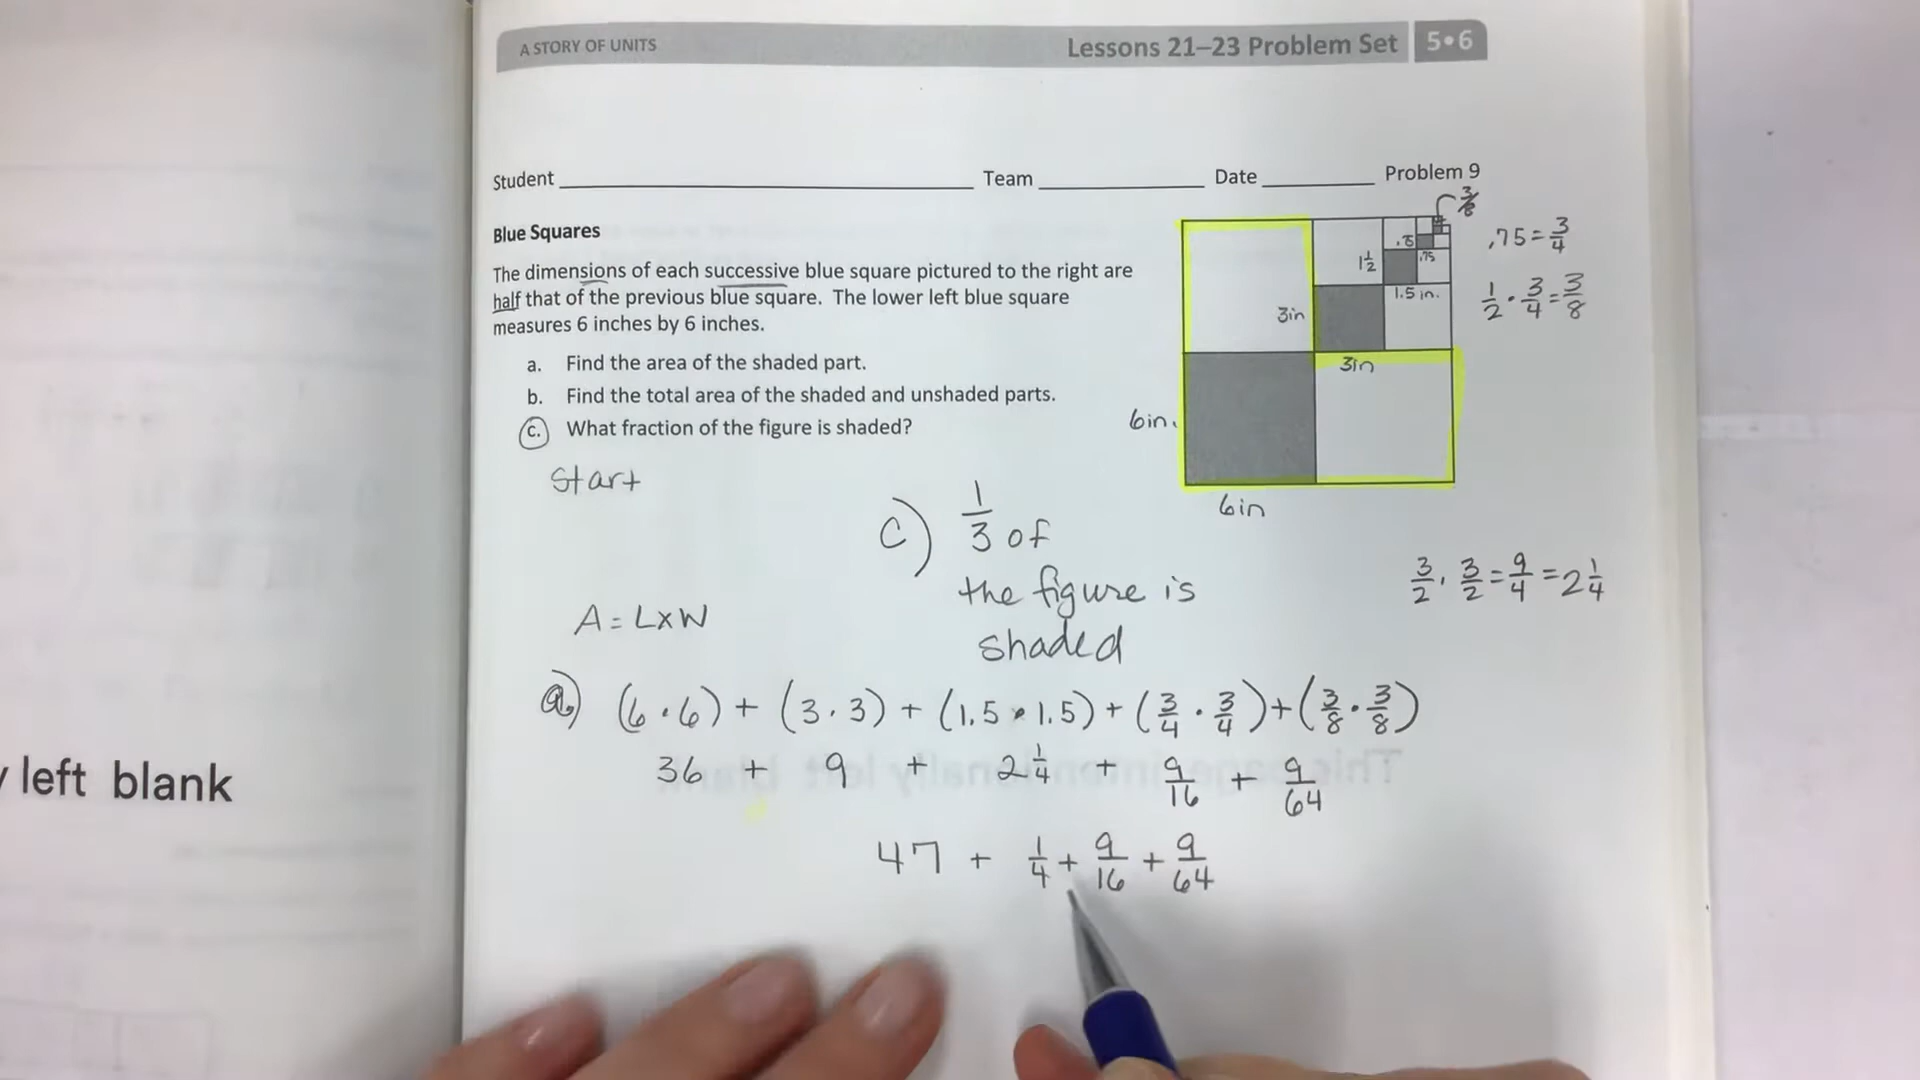 A STORY OF UNITS
Lessons 21–23 Problem Set 5•6
Student Team Date Problem 9
Blue Squares
The dimensions of each successive blue square pictured to the right are
half that of the previous blue square. The lower left blue square
measures 6 inches by 6 inches.
a. Find the area of the shaded part.
b. Find the total area of the shaded and unshaded parts.
c. What fraction of the figure is shaded?
3/8
.75
1 1/2
1.5 in.
3in
3in
6in.
6in
,75 = 3/4
1/2 · 3/4 = 3/8
Start
c) 1/3 of
the figure is
shaded
3/2 · 3/2 = 9/4 = 2 1/4
A = L x W
a) (6 · 6) + (3 · 3) + (1.5 • 1.5) + (3/4 · 3/4) + (3/8 · 3/8)
36 + 9 + 2 1/4 + 9/16 + 9/64
47 + 1/4 + 9/16 + 9/64
left blank